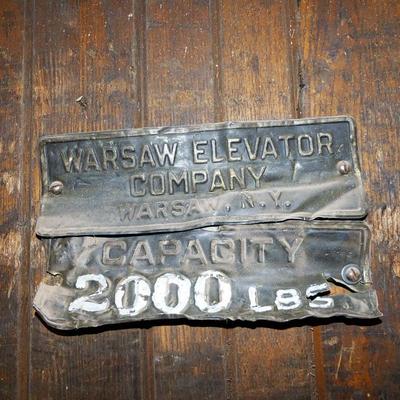 WARSAW ELEVATOR
COMPANY
WARSAW, N.Y.
CAPACITY
2000 LBS